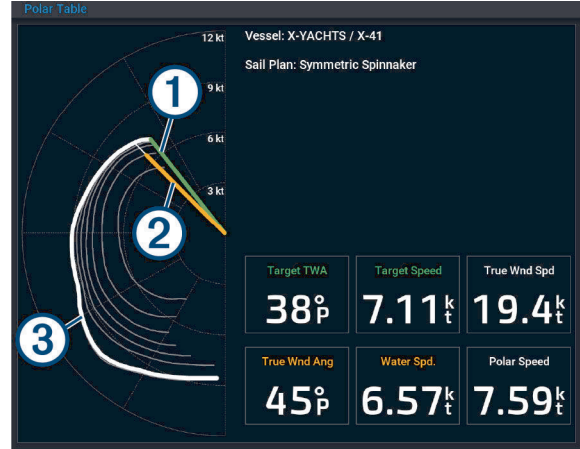 Polar Table
Vessel: X-YACHTS / X-41
Sail Plan: Symmetric Spinnaker
12 kt
9 kt
6 kt
3 kt
1
2
3
Target TWA
38°P
Target Speed
7.11kt
True Wnd Spd
19.4kt
True Wnd Ang
45°P
Water Spd.
6.57kt
Polar Speed
7.59kt